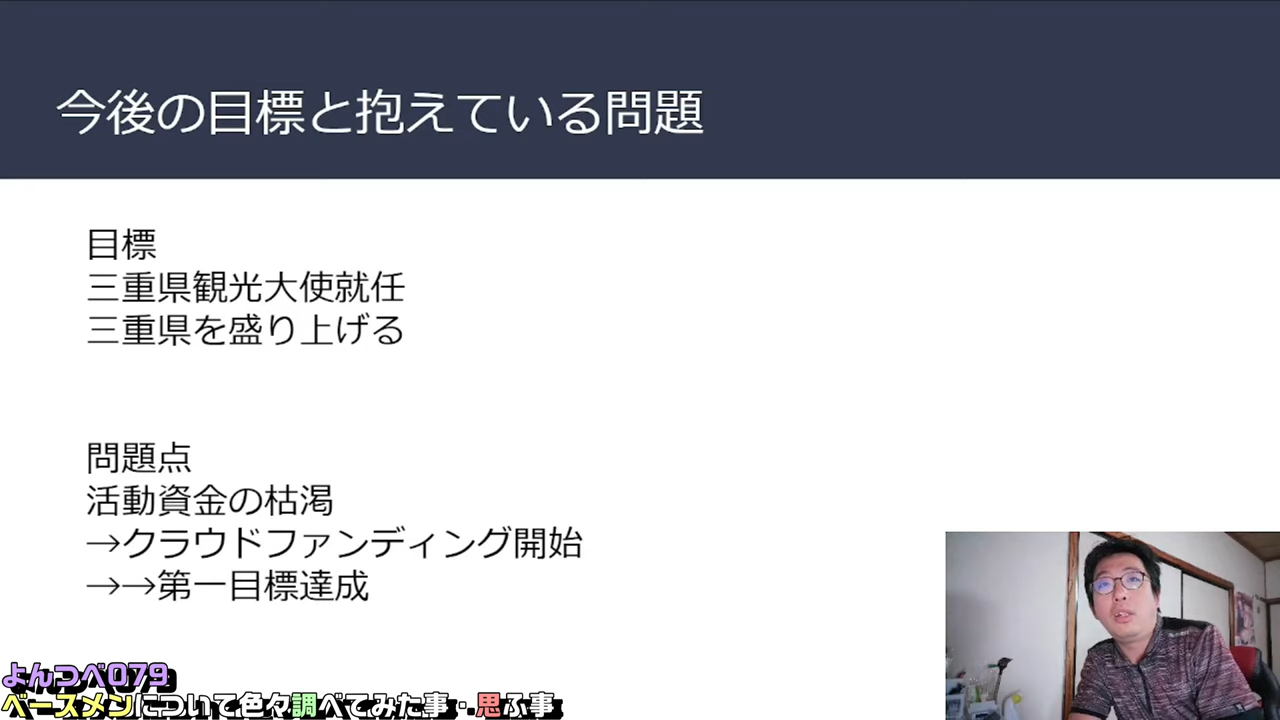 今後の目標と抱えている問題
目標
三重県観光大使就任
三重県を盛り上げる
問題点
活動資金の枯渇
→クラウドファンディング開始
→→第一目標達成
よんつべ079
ベースメンについて色々調べてみた事・思ふ事